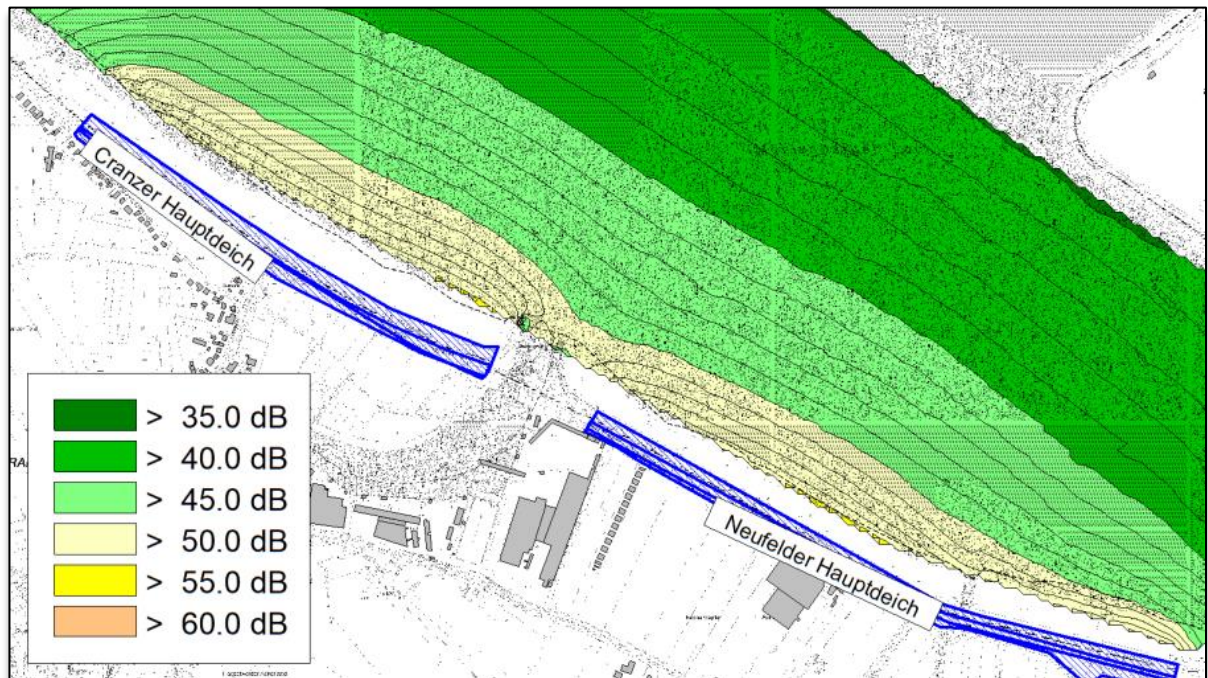 Cranzer Hauptdeich
Neufelder Hauptdeich
> 35.0 dB
> 40.0 dB
> 45.0 dB
> 50.0 dB
> 55.0 dB
> 60.0 dB